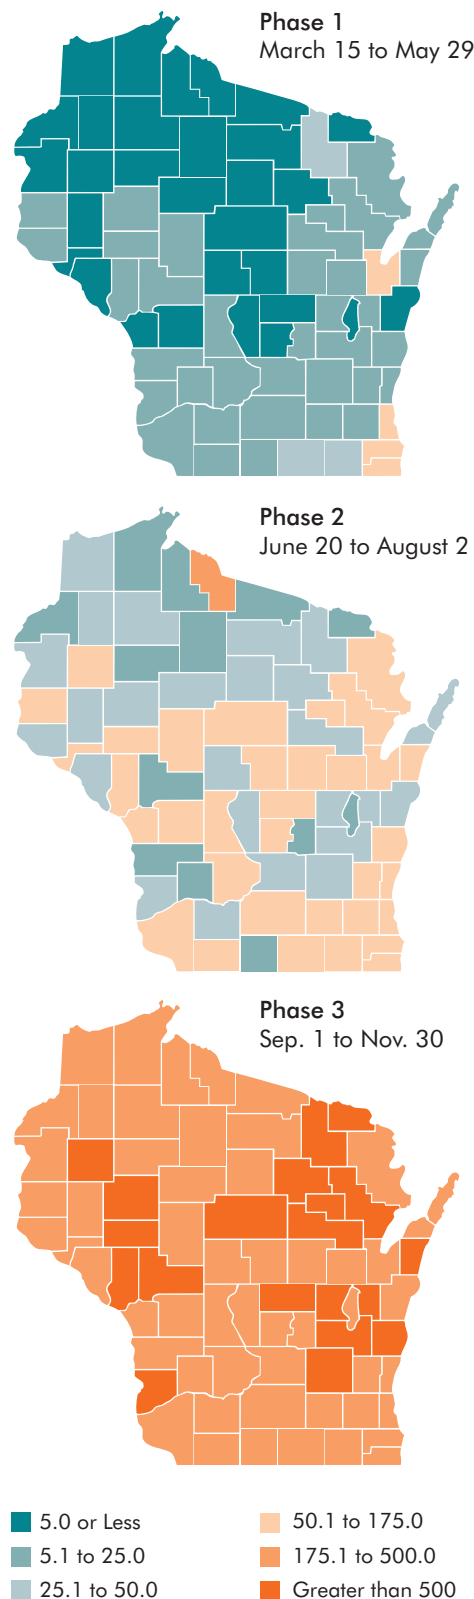 Phase 1
March 15 to May 29
Phase 2
June 20 to August 2
Phase 3
Sep. 1 to Nov. 30
5.0 or Less
5.1 to 25.0
25.1 to 50.0
50.1 to 175.0
175.1 to 500.0
Greater than 500